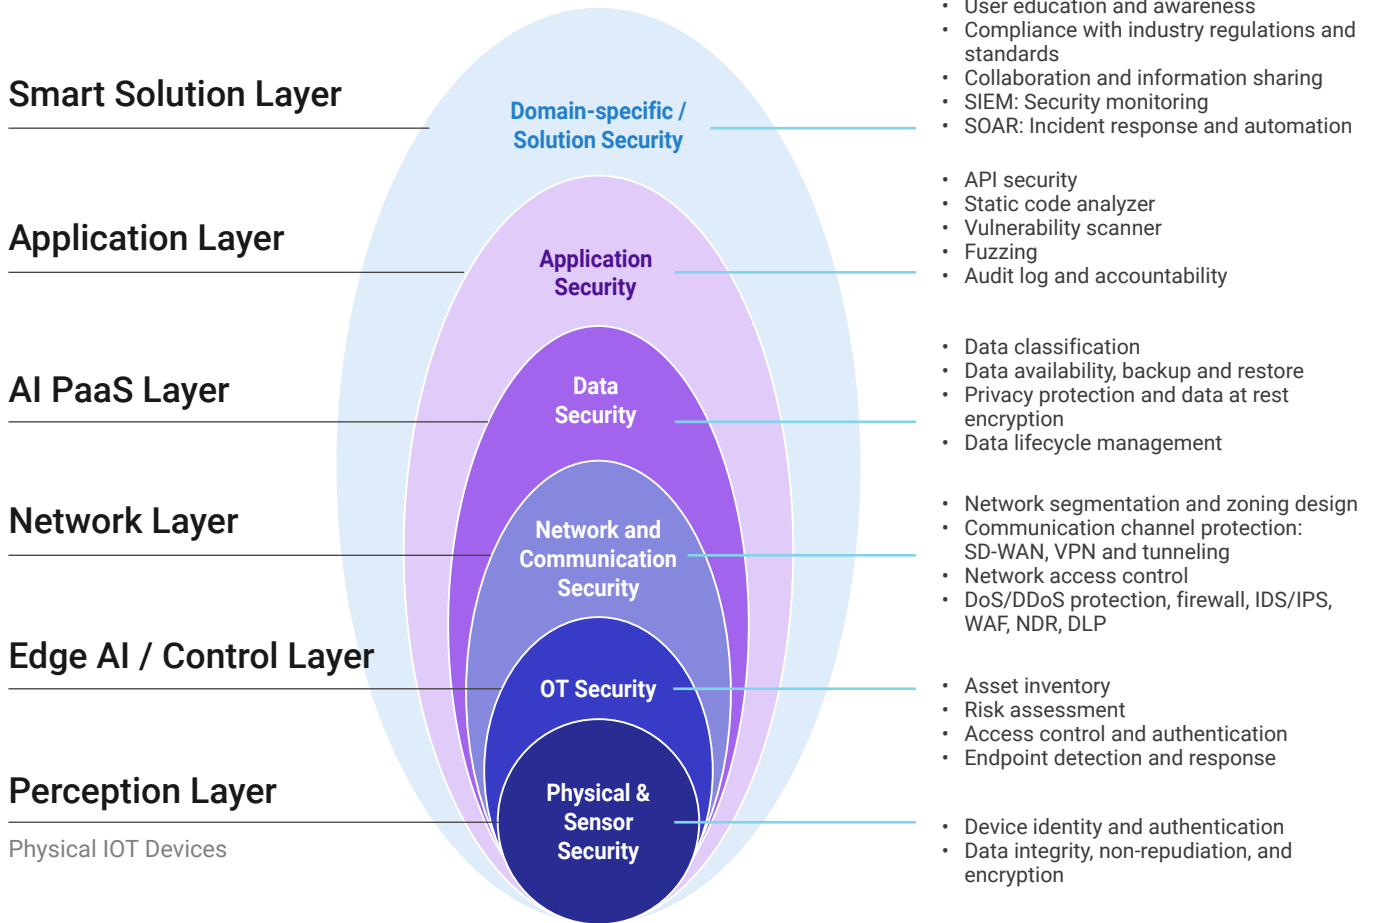 • User education and awareness
• Compliance with industry regulations and
standards
• Collaboration and information sharing
• SIEM: Security monitoring
• SOAR: Incident response and automation
Smart Solution Layer
Domain-specific /
Solution Security
• API security
• Static code analyzer
• Vulnerability scanner
• Fuzzing
• Audit log and accountability
Application Layer
Application
Security
• Data classification
• Data availability, backup and restore
• Privacy protection and data at rest
encryption
• Data lifecycle management
AI PaaS Layer
Data
Security
• Network segmentation and zoning design
• Communication channel protection:
SD-WAN, VPN and tunneling
• Network access control
• DoS/DDoS protection, firewall, IDS/IPS,
WAF, NDR, DLP
Network Layer
Network and
Communication
Security
Edge AI / Control Layer
OT Security
• Asset inventory
• Risk assessment
• Access control and authentication
• Endpoint detection and response
Perception Layer
Physical IOT Devices
Physical &
Sensor
Security
• Device identity and authentication
• Data integrity, non-repudiation, and
encryption